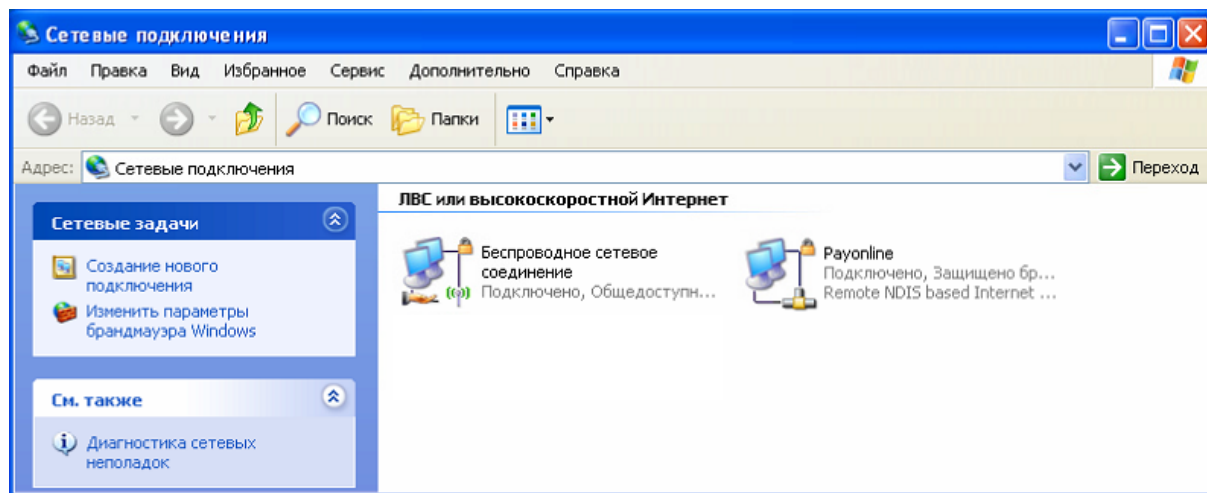 Сетевые подключения
Файл Правка Вид Избранное Сервис Дополнительно Справка
Назад Поиск Папки
Адрес: Сетевые подключения Переход
Сетевые задачи
Создание нового
подключения
Изменить параметры
брандмауэра Windows
См. также
Диагностика сетевых
неполадок
ЛВС или высокоскоростной Интернет
Беспроводное сетевое
соединение
Подключено, Общедоступн...
Payonline
Подключено, Защищено бр...
Remote NDIS based Internet ...